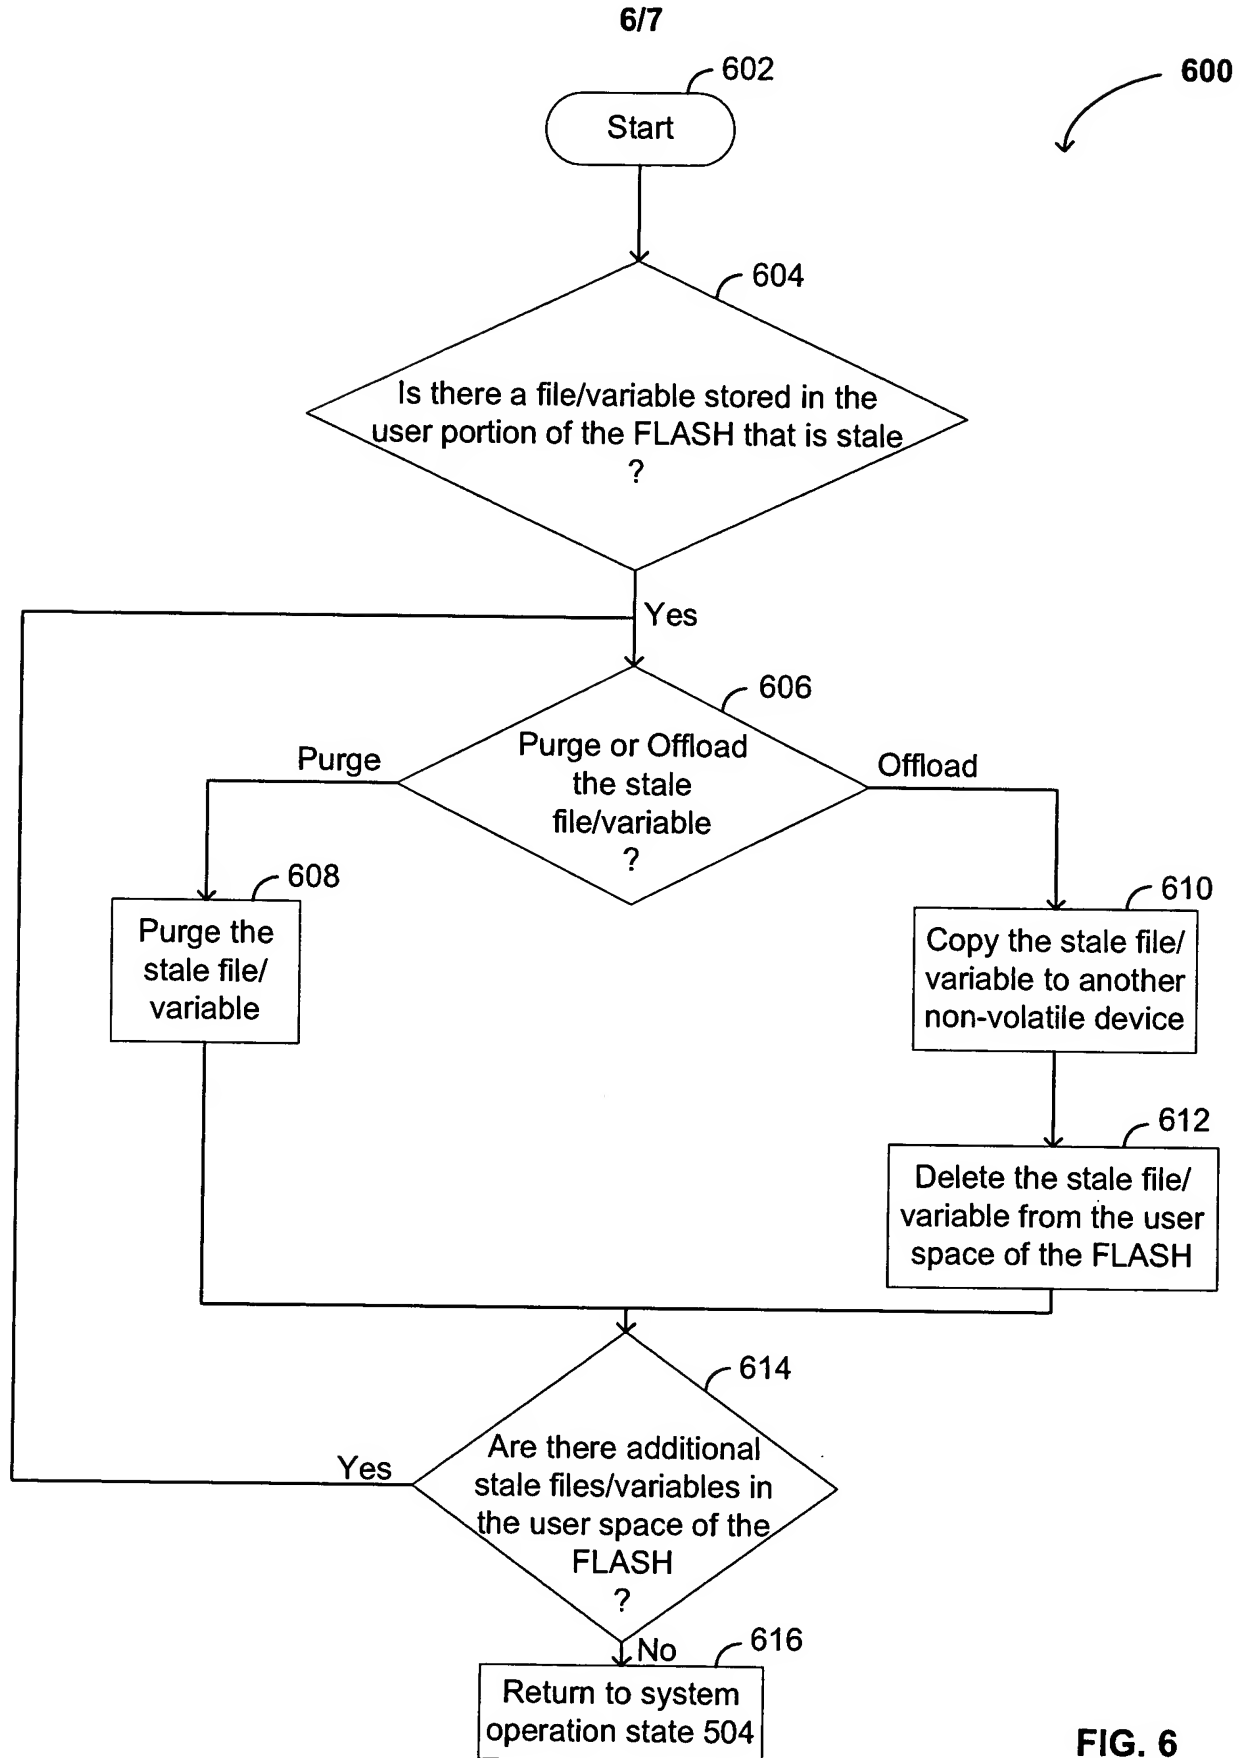 6/7
602
600
Start
604
Is there a file/variable stored in the
user portion of the FLASH that is stale
?
Yes
606
Purge or Offload
the stale
file/variable
?
Purge
Offload
608
Purge the
stale file/
variable
610
Copy the stale file/
variable to another
non-volatile device
612
Delete the stale file/
variable from the user
space of the FLASH
614
Are there additional
stale files/variables in
the user space of the
FLASH
?
Yes
No
616
Return to system
operation state 504
FIG. 6